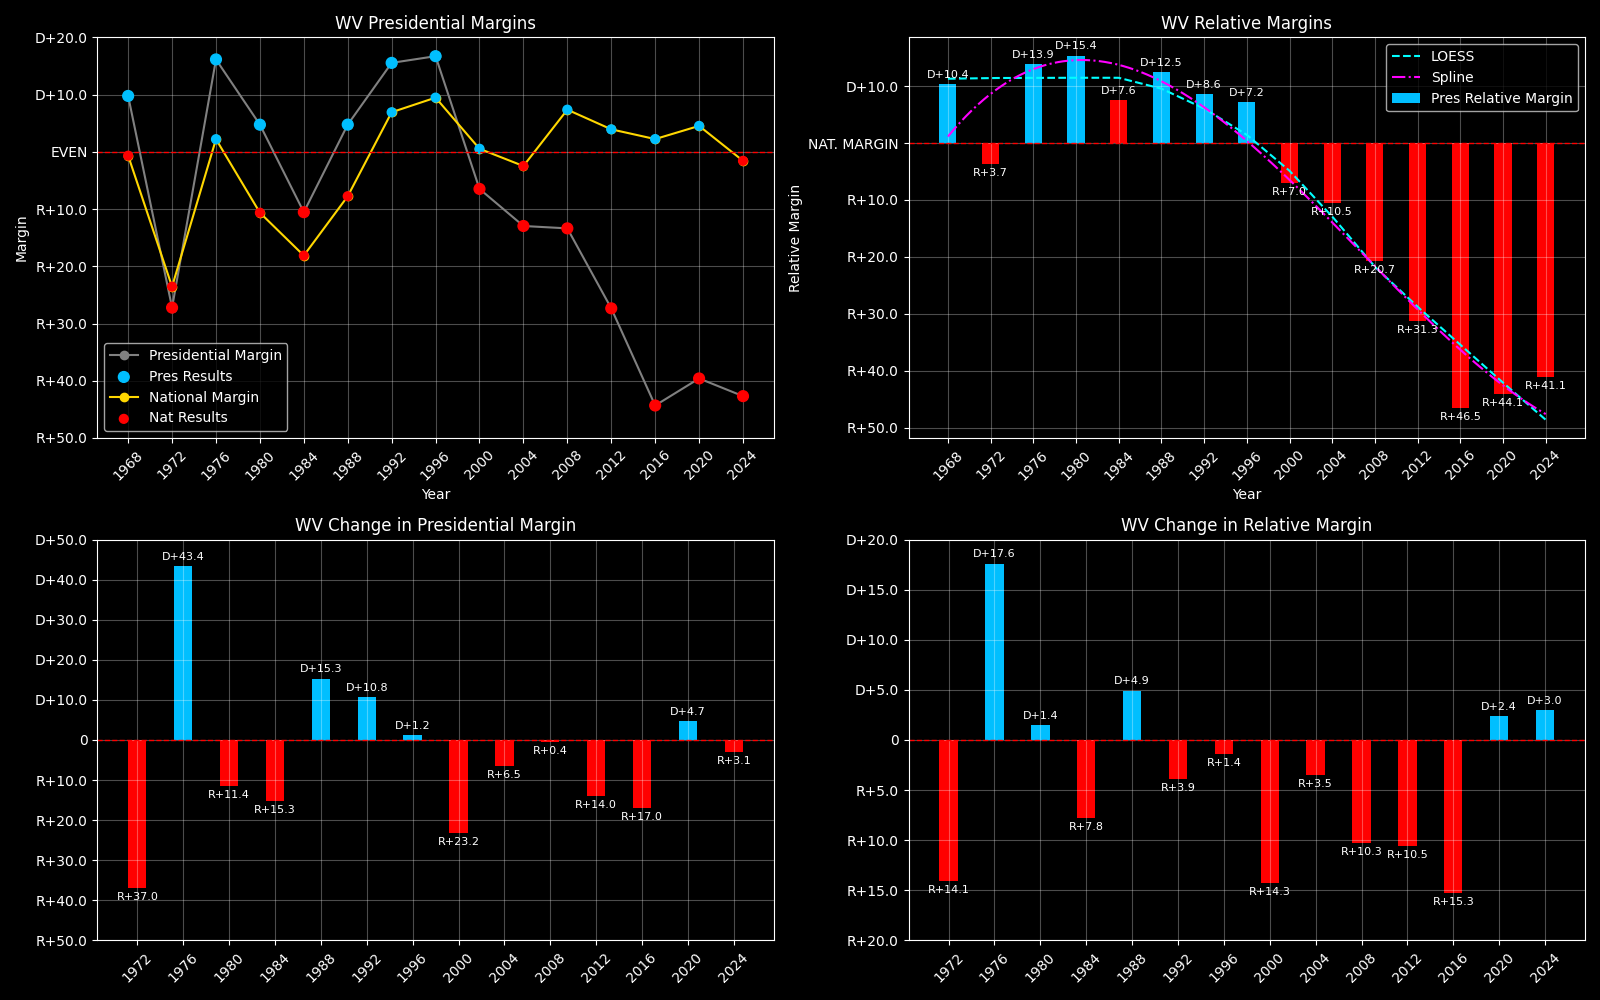 WV Presidential Margins
D+20.0
D+10.0
EVEN
R+10.0
R+20.0
R+30.0
R+40.0
R+50.0
Margin
Presidential Margin
Pres Results
National Margin
Nat Results
1968 1972 1976 1980 1984 1988 1992 1996 2000 2004 2008 2012 2016 2020 2024
Year
WV Relative Margins
D+10.0
NAT. MARGIN
R+10.0
R+20.0
R+30.0
R+40.0
R+50.0
Relative Margin
LOESS
Spline
Pres Relative Margin
D+10.4
R+3.7
D+13.9
D+15.4
D+7.6
D+12.5
D+8.6
D+7.2
R+7.0
R+10.5
R+20.7
R+31.3
R+46.5
R+44.1
R+41.1
1968 1972 1976 1980 1984 1988 1992 1996 2000 2004 2008 2012 2016 2020 2024
Year
WV Change in Presidential Margin
D+50.0
D+40.0
D+30.0
D+20.0
D+10.0
0
R+10.0
R+20.0
R+30.0
R+40.0
R+50.0
R+37.0
D+43.4
R+11.4
R+15.3
D+15.3
D+10.8
D+1.2
R+23.2
R+6.5
R+0.4
R+14.0
R+17.0
D+4.7
R+3.1
1972 1976 1980 1984 1988 1992 1996 2000 2004 2008 2012 2016 2020 2024
WV Change in Relative Margin
D+20.0
D+15.0
D+10.0
D+5.0
0
R+5.0
R+10.0
R+15.0
R+20.0
R+14.1
D+17.6
D+1.4
R+7.8
D+4.9
R+3.9
R+1.4
R+14.3
R+3.5
R+10.3
R+10.5
R+15.3
D+2.4
D+3.0
1972 1976 1980 1984 1988 1992 1996 2000 2004 2008 2012 2016 2020 2024